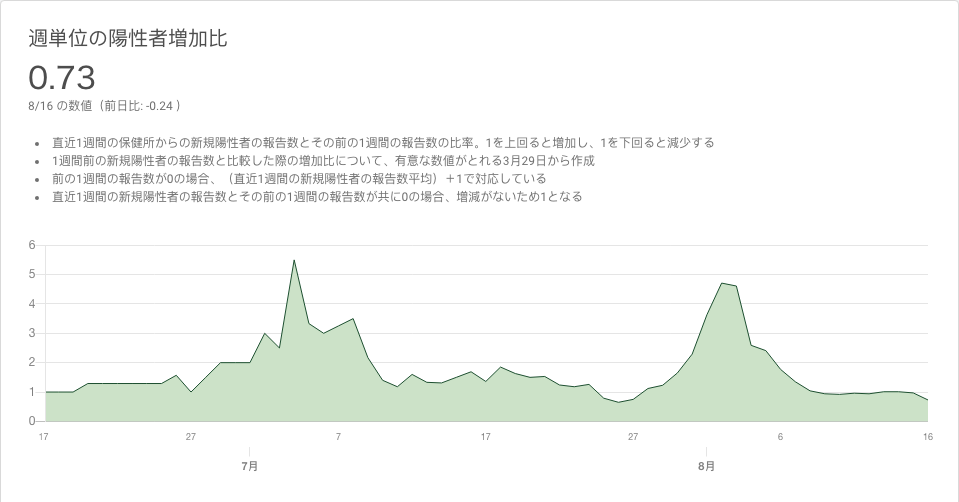 週単位の陽性者増加比
0.73
8/16 の数値（前日比: -0.24 ）
• 直近1週間の保健所からの新規陽性者の報告数とその前の1週間の報告数の比率。1を上回ると増加し、1を下回ると減少する
• 1週間前の新規陽性者の報告数と比較した際の増加比について、有意な数値がとれる3月29日から作成
• 前の1週間の報告数が0の場合、（直近1週間の新規陽性者の報告数平均）＋1で対応している
• 直近1週間の新規陽性者の報告数とその前の1週間の報告数が共に0の場合、増減がないため1となる
6
5
4
3
2
1
0
17 27 7 17 27 6 16
7月 8月